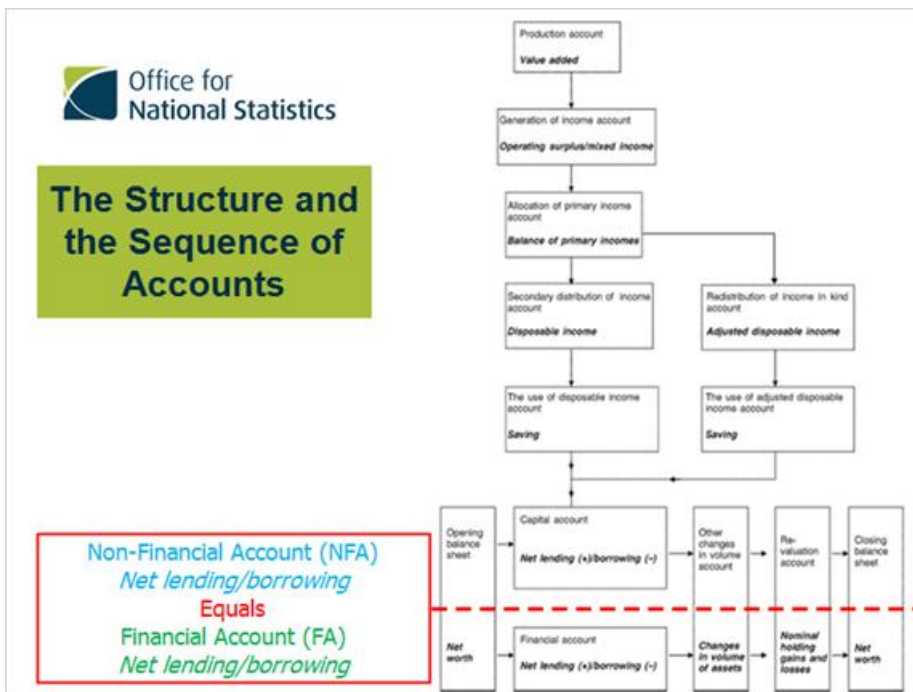 Office for
National Statistics
The Structure and
the Sequence of
Accounts
Production account
Value added
Generation of income account
Operating surplus/mixed income
Allocation of primary income
account
Balance of primary incomes
Secondary distribution of income
account
Disposable income
Redistribution of income in kind
account
Adjusted disposable income
The use of disposable income
account
Saving
The use of adjusted disposable
income account
Saving
Opening
balance
sheet
Capital account
Net lending (+)/borrowing (-)
Other
changes
in volume
account
Re-
valuation
account
Closing
balance
sheet
Non-Financial Account (NFA)
Net lending/borrowing
Equals
Financial Account (FA)
Net lending/borrowing
Net
worth
Financial account
Net lending (+)/borrowing (-)
Changes
in volume
of assets
Nominal
holding
gains and
losses
Net
worth